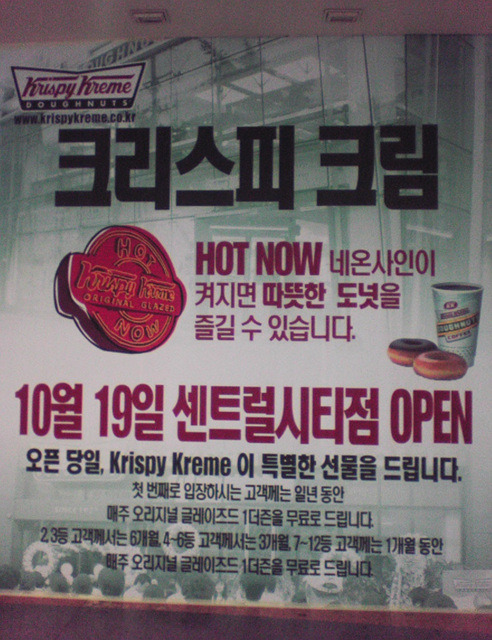 Krispy Kreme
DOUGHNUTS
www.krispykreme.co.kr
크리스피 크림
HOT
Krispy Kreme
ORIGINAL GLAZED
NOW
HOT NOW 네온사인이
켜지면 따뜻한 도넛을
즐길 수 있습니다.
DOUGHNUTS
COFFEE
10월 19일 센트럴시티점 OPEN
오픈 당일, Krispy Kreme 이 특별한 선물을 드립니다.
첫 번째로 입장하시는 고객께는 일년 동안
매주 오리지널 글레이즈드 1더즌을 무료로 드립니다.
2,3등 고객께서는 6개월, 4~6등 고객께서는 3개월, 7~12등 고객께서는 1개월 동안
매주 오리지널 글레이즈드 1더즌을 무료로 드립니다.